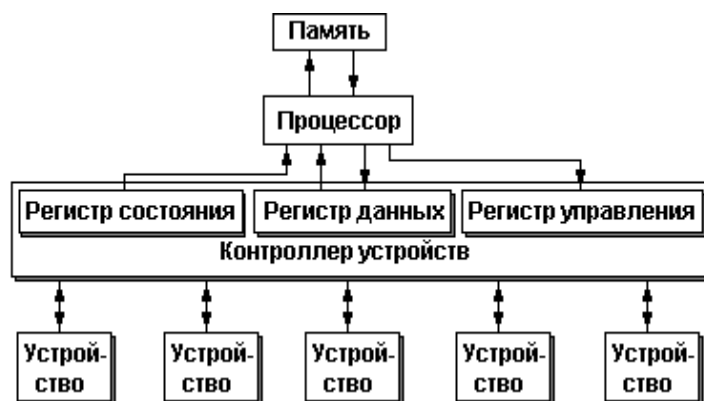 Память
Процессор
Регистр состояния
Регистр данных
Регистр управления
Контроллер устройств
Устрой-
ство
Устрой-
ство
Устрой-
ство
Устрой-
ство
Устрой-
ство